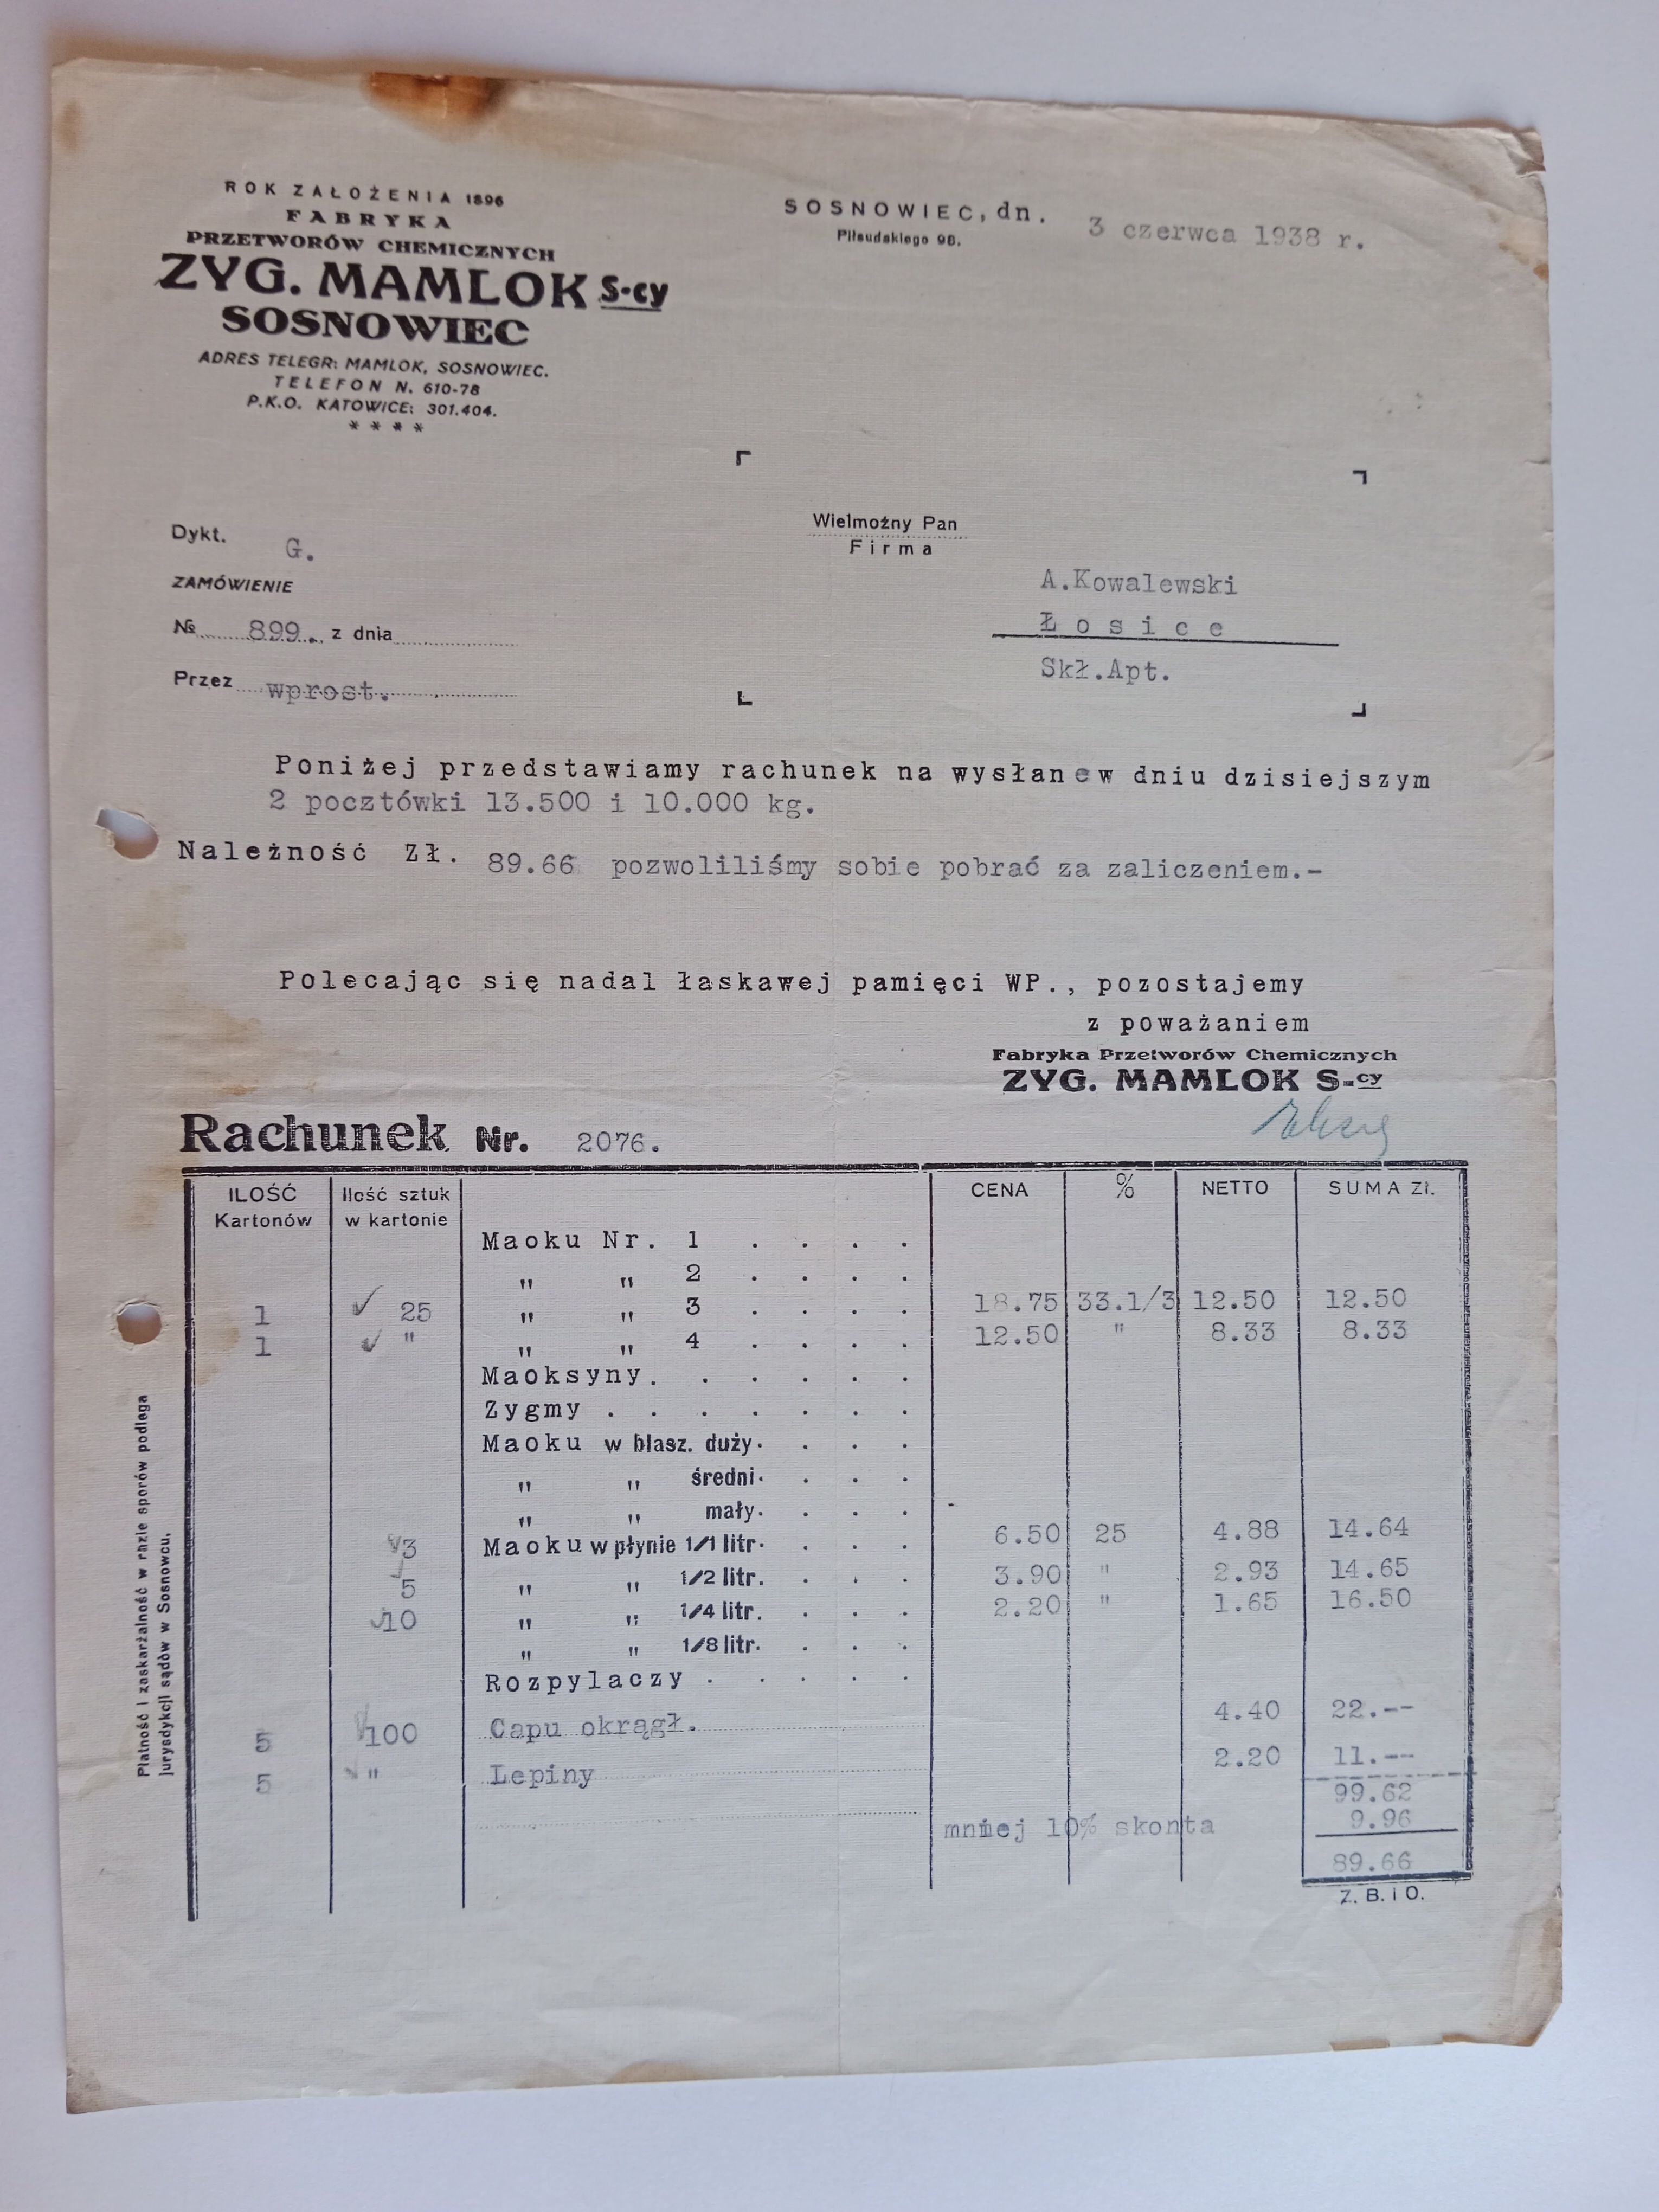 ROK ZAŁOŻENIA 1896
FABRYKA
PRZETWORÓW CHEMICZNYCH
ZYG. MAMLOK S-cy
SOSNOWIEC
ADRES TELEGR: MAMLOK, SOSNOWIEC.
TELEFON N. 610-78
P.K.O. KATOWICE: 301.404.
* * * *
SOSNOWIEC, dn. 3 czerwca 1938 r.
Piłsudskiego 98.
Dykt. G.
ZAMÓWIENIE
№ 899. z dnia
Przez wprost.
Wielmożny Pan
Firma
A.Kowalewski
Łosice
Skł.Apt.
Poniżej przedstawiamy rachunek na wysłane w dniu dzisiejszym
2 pocztówki 13.500 i 10.000 kg.
Należność Zł. 89.66 pozwoliliśmy sobie pobrać za zaliczeniem.-
Polecając się nadal łaskawej pamięci WP., pozostajemy
z poważaniem
Fabryka Przetworów Chemicznych
ZYG. MAMLOK S-cy
Rachunek Nr. 2076.
ILOŚĆ Kartonów Ilość sztuk w kartonie CENA % NETTO SUMA Zł.
Maoku Nr. 1 . . . .
" " 2 . . . .
1 25 " " 3 . . . . 18.75 33.1/3 12.50 12.50
1 " " " 4 . . . . 12.50 " 8.33 8.33
Maoksyny. . . . . .
Zygmy . . . . . . .
Maoku w blasz. duży. . . .
" " średni. . . .
" " mały. . . .
3 Maoku w płynie 1/1 litr. . . . 6.50 25 4.88 14.64
5 " " 1/2 litr. . . . 3.90 " 2.93 14.65
10 " " 1/4 litr. . . . 2.20 " 1.65 16.50
" " 1/8 litr. . . .
Rozpylaczy . . . .
5 100 Capu okrągł. 4.40 22.--
5 " Lepiny 2.20 11.--
99.62
mniej 10% skonta 9.96
89.66
Z. B. i O.
Płatność i zaskarżalność w razie sporów podlega
jurysdykcji sądów w Sosnowcu.